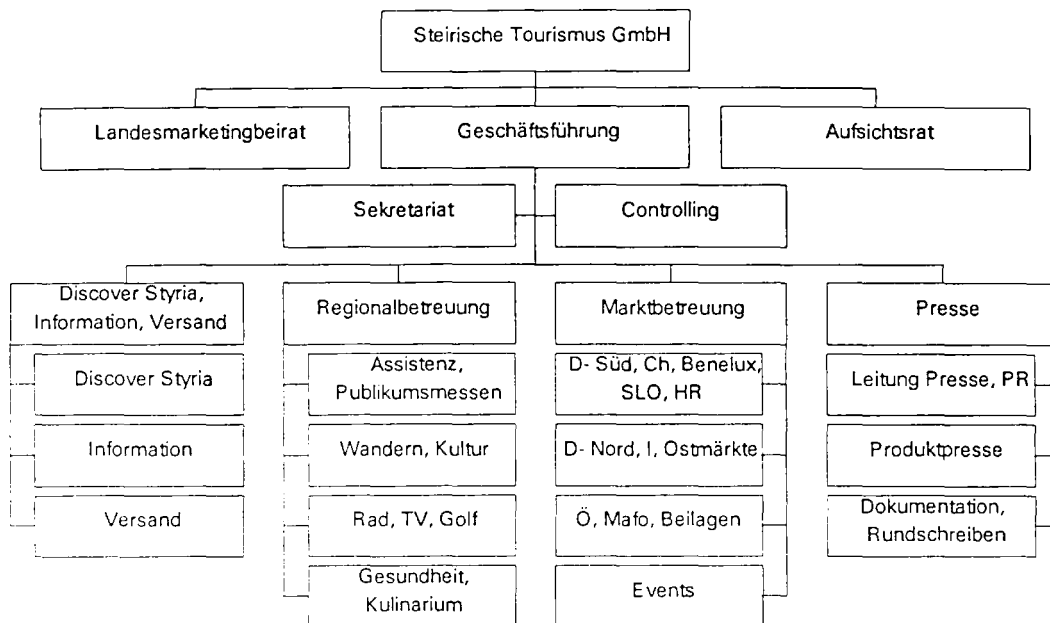 Steirische Tourismus GmbH
Landesmarketingbeirat
Geschäftsführung
Aufsichtsrat
Sekretariat
Controlling
Discover Styria,
Information, Versand
Regionalbetreuung
Marktbetreuung
Presse
Discover Styria
Information
Versand
Assistenz,
Publikumsmessen
Wandern, Kultur
Rad, TV, Golf
Gesundheit,
Kulinarium
D- Süd, Ch, Benelux,
SLO, HR
D- Nord, I, Ostmärkte
Ö, Mafo, Beilagen
Events
Leitung Presse, PR
Produktpresse
Dokumentation,
Rundschreiben